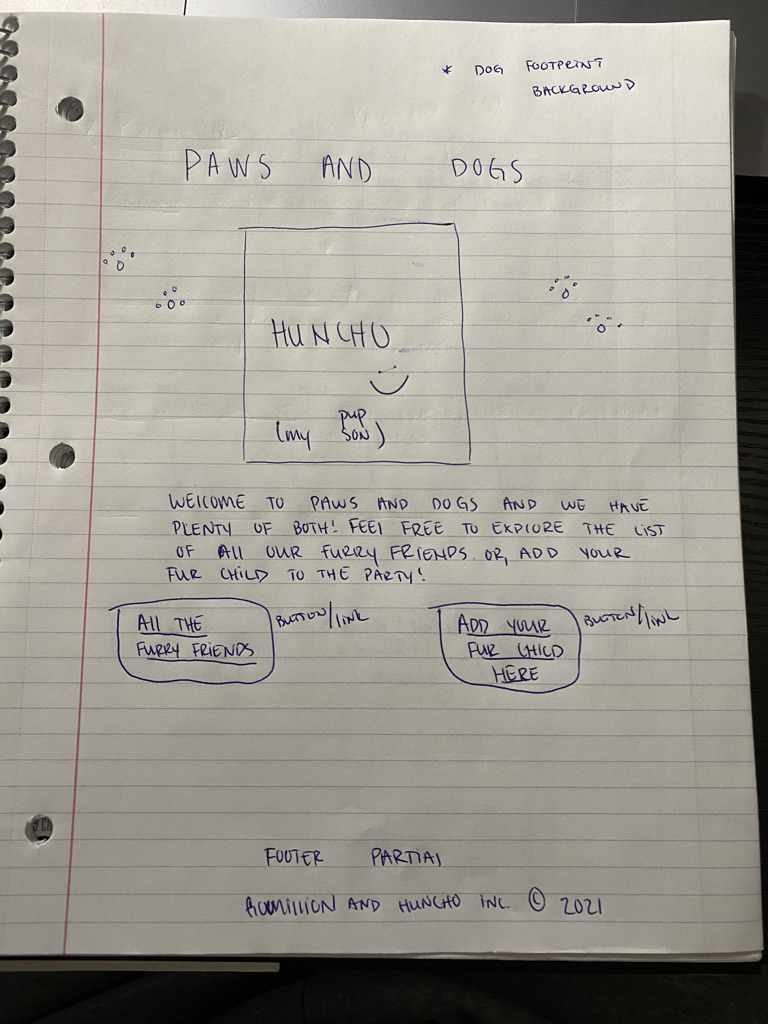 * DOG FOOTPRINT
BACKGROUND
PAWS AND DOGS
HUNCHO
(my pup
SON)
WELCOME TO PAWS AND DOGS AND WE HAVE
PLENTY OF BOTH! FEEL FREE TO EXPLORE THE LIST
OF All OUR FURRY FRIENDS. OR, ADD YOUR
FUR CHILD TO THE PARTY!
All THE
FURRY FRIENDS
BUTTON/link
ADD YOUR
FUR CHILD
HERE
BUTTON/link
FOOTER PARTIAl
AND HUNCHO INC. © 2021